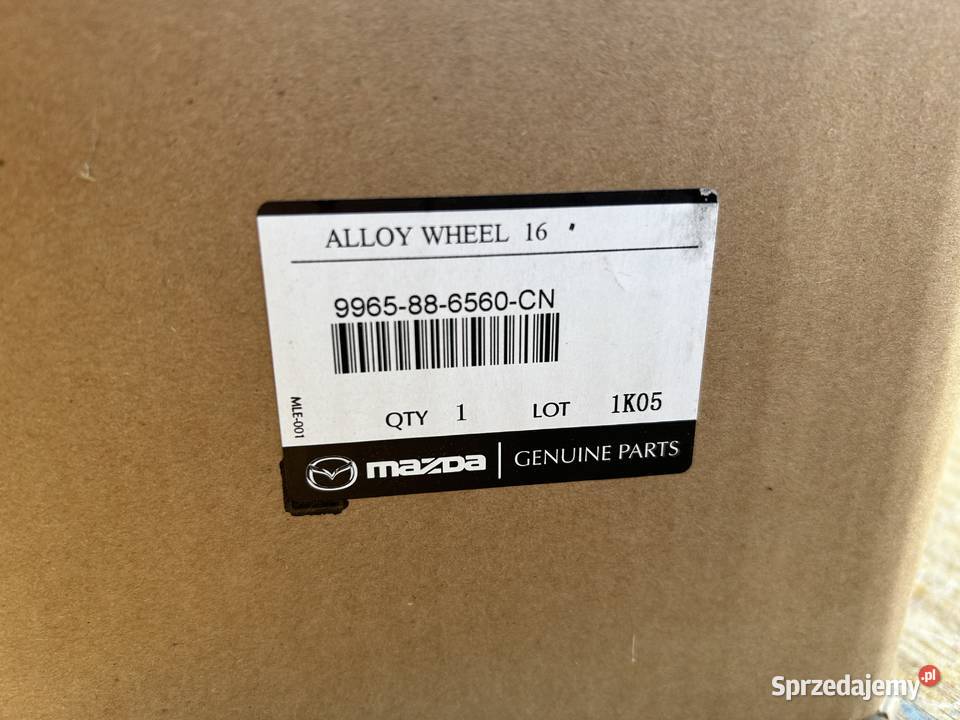 ALLOY WHEEL 16 '
9965-88-6560-CN
MLE-001
QTY 1 LOT 1K05
mazda | GENUINE PARTS
Sprzedajemy.pl